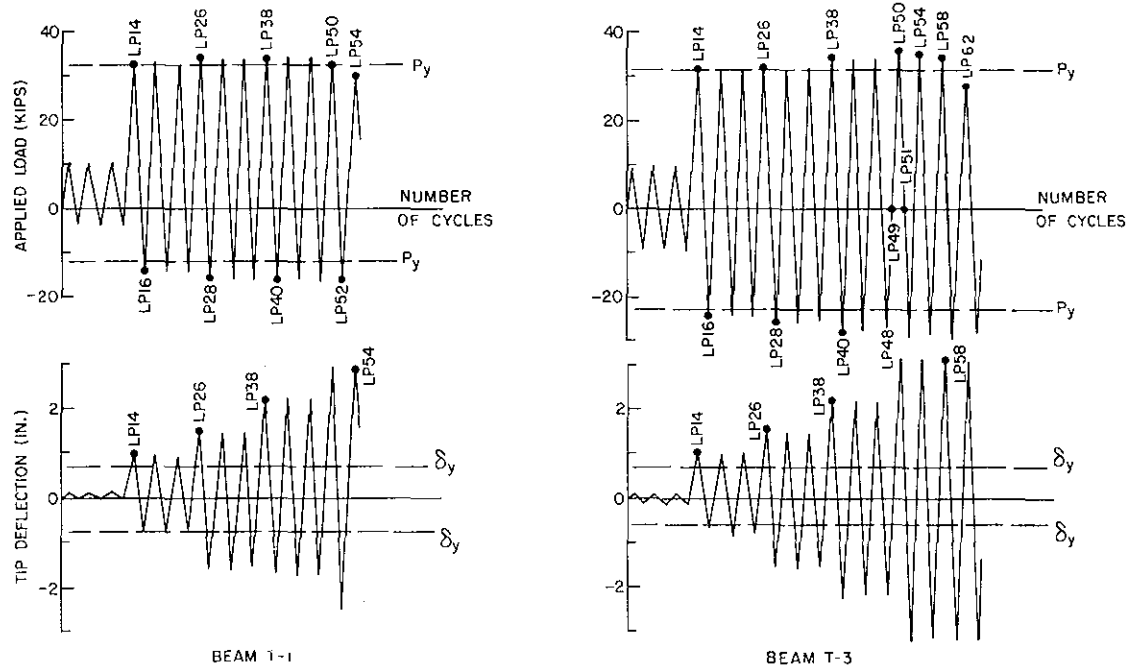 LP14
LP26
LP38
LP50
LP54
40
20
0
-20
APPLIED LOAD (KIPS)
Py
NUMBER
OF CYCLES
Py
LP16
LP28
LP40
LP52
LP14
LP26
LP38
LP54
2
0
-2
TIP DEFLECTION (IN.)
δy
δy
BEAM T-1
LP14
LP26
LP38
LP50
LP54
LP58
LP62
40
20
0
-20
Py
LP51
NUMBER
OF CYCLES
LP49
Py
LP16
LP28
LP40
LP48
LP14
LP26
LP38
LP58
2
0
-2
δy
δy
BEAM T-3